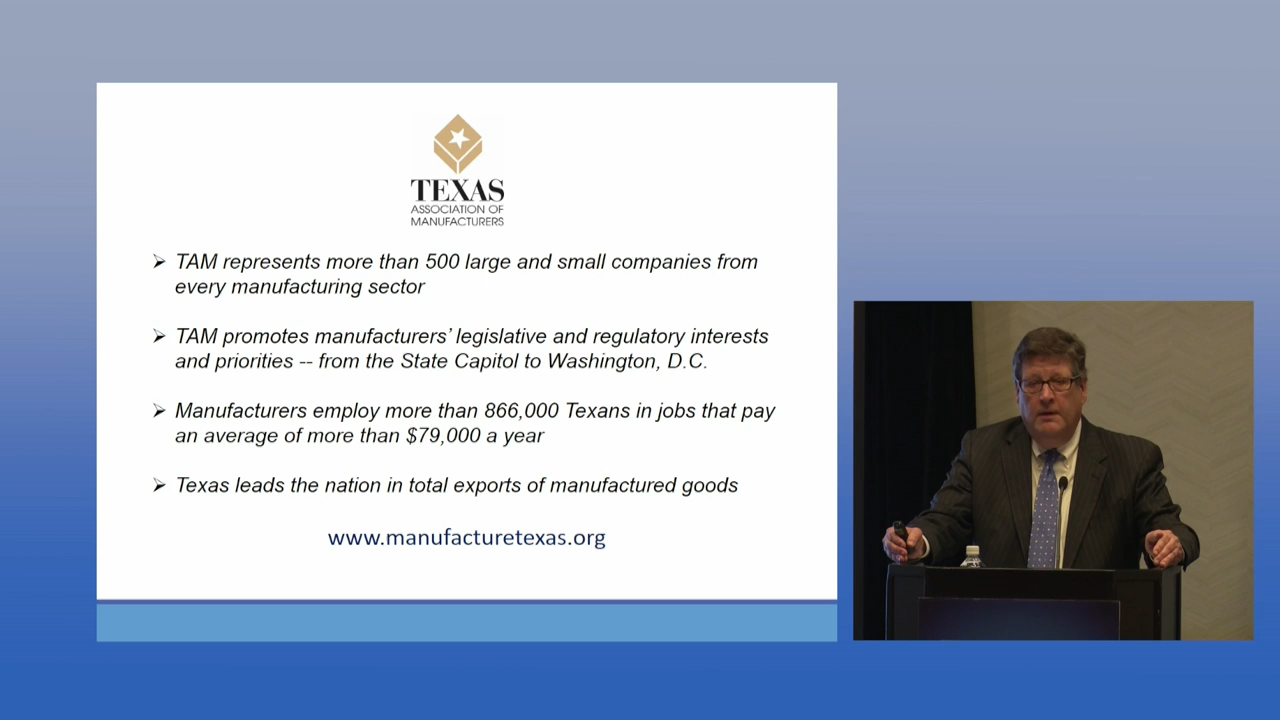 TEXAS
ASSOCIATION OF
MANUFACTURERS
➢ TAM represents more than 500 large and small companies from
every manufacturing sector
➢ TAM promotes manufacturers’ legislative and regulatory interests
and priorities -- from the State Capitol to Washington, D.C.
➢ Manufacturers employ more than 866,000 Texans in jobs that pay
an average of more than $79,000 a year
➢ Texas leads the nation in total exports of manufactured goods
www.manufacturetexas.org